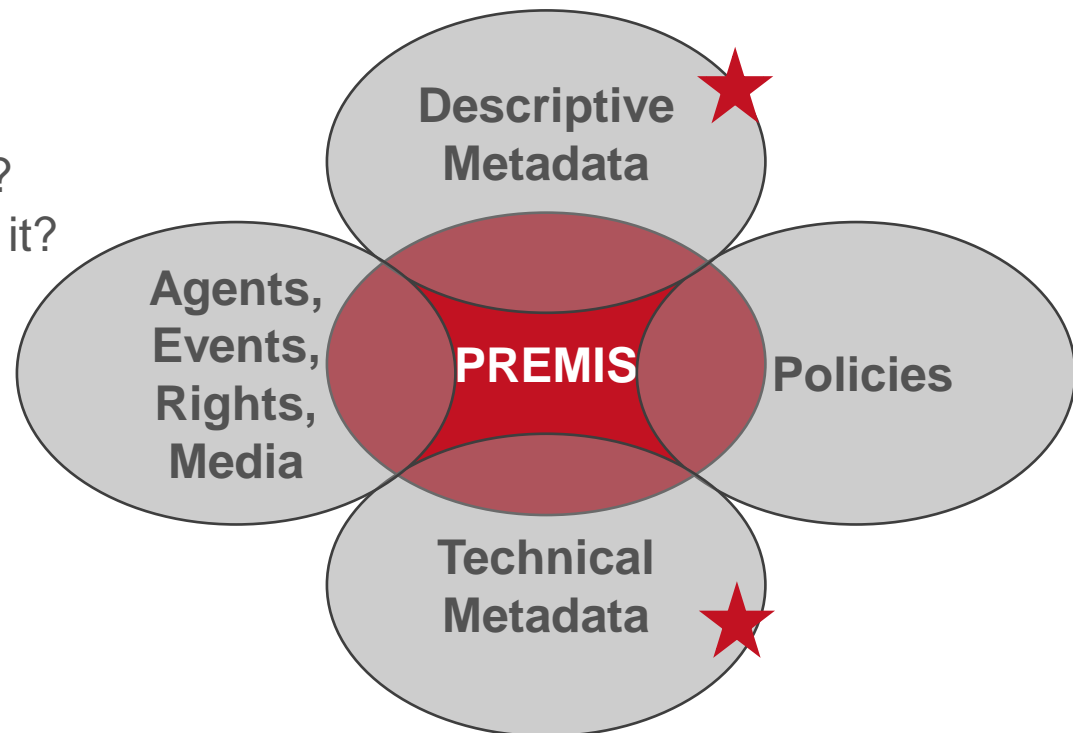 ?
it?
Descriptive
Metadata
Agents,
Events,
Rights,
Media
PREMIS
Policies
Technical
Metadata